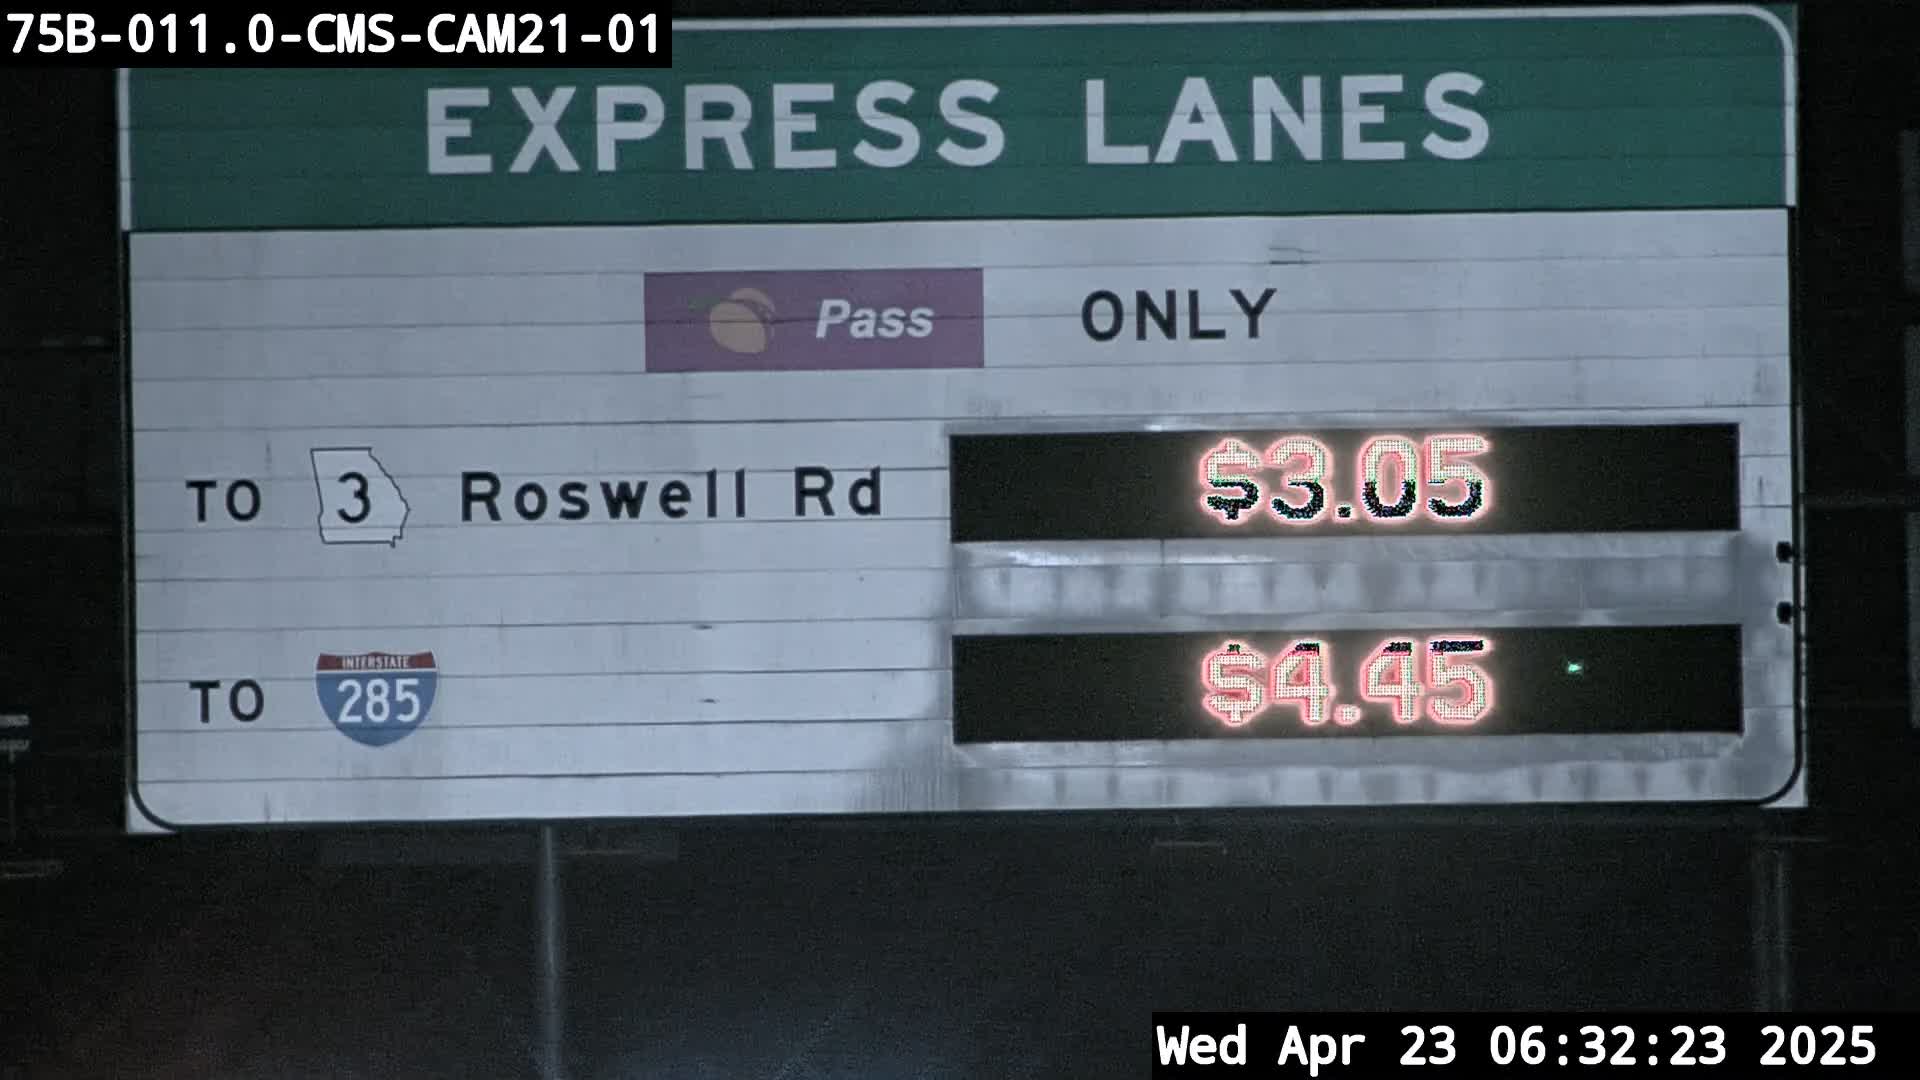 75B-011.0-CMS-CAM21-01
EXPRESS LANES
Pass ONLY
TO 3 Roswell Rd $3.05
TO INTERSTATE 285 $4.45
Wed Apr 23 06:32:23 2025